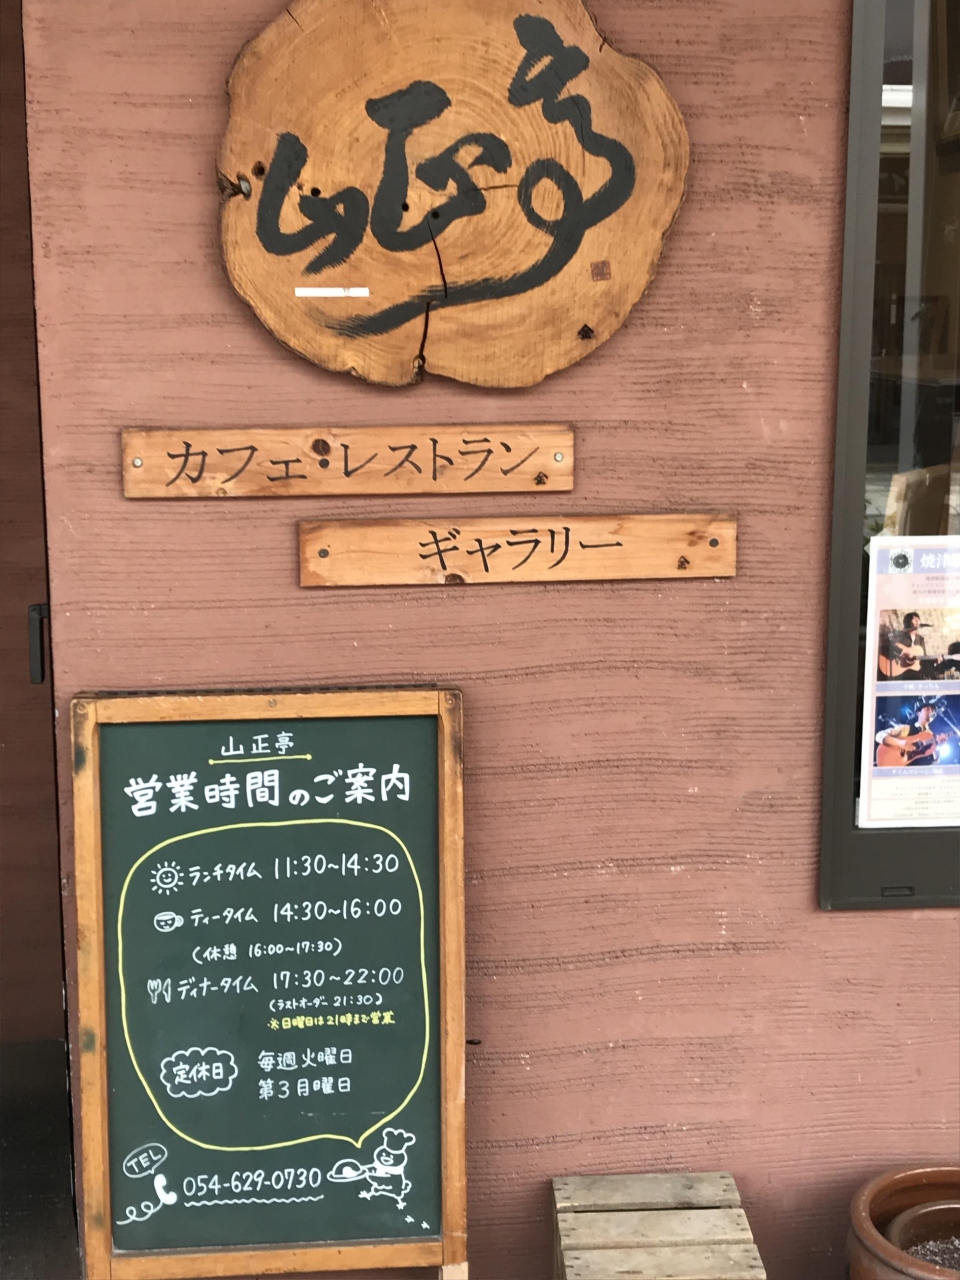 山正亭
カフェ・レストラン
ギャラリー
山正亭
営業時間のご案内
ランチタイム 11:30~14:30
ティータイム 14:30~16:00
(休憩 16:00~17:30)
ディナータイム 17:30~22:00
(ラストオーダー 21:30)
※日曜日は21時まで営業
定休日
毎週火曜日
第3月曜日
TEL
054-629-0730
焼津